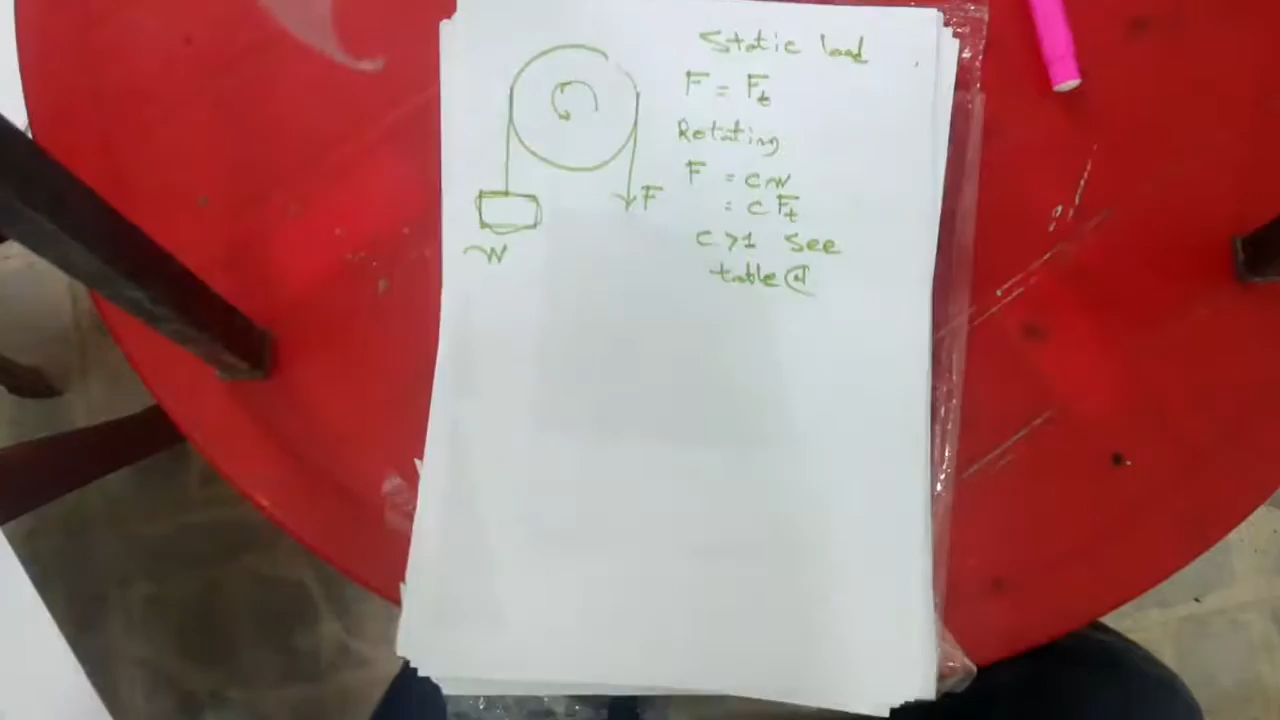 Static load
F = Ft
Rotating
F = cw
= c Ft
c > 1 see
table
F
W